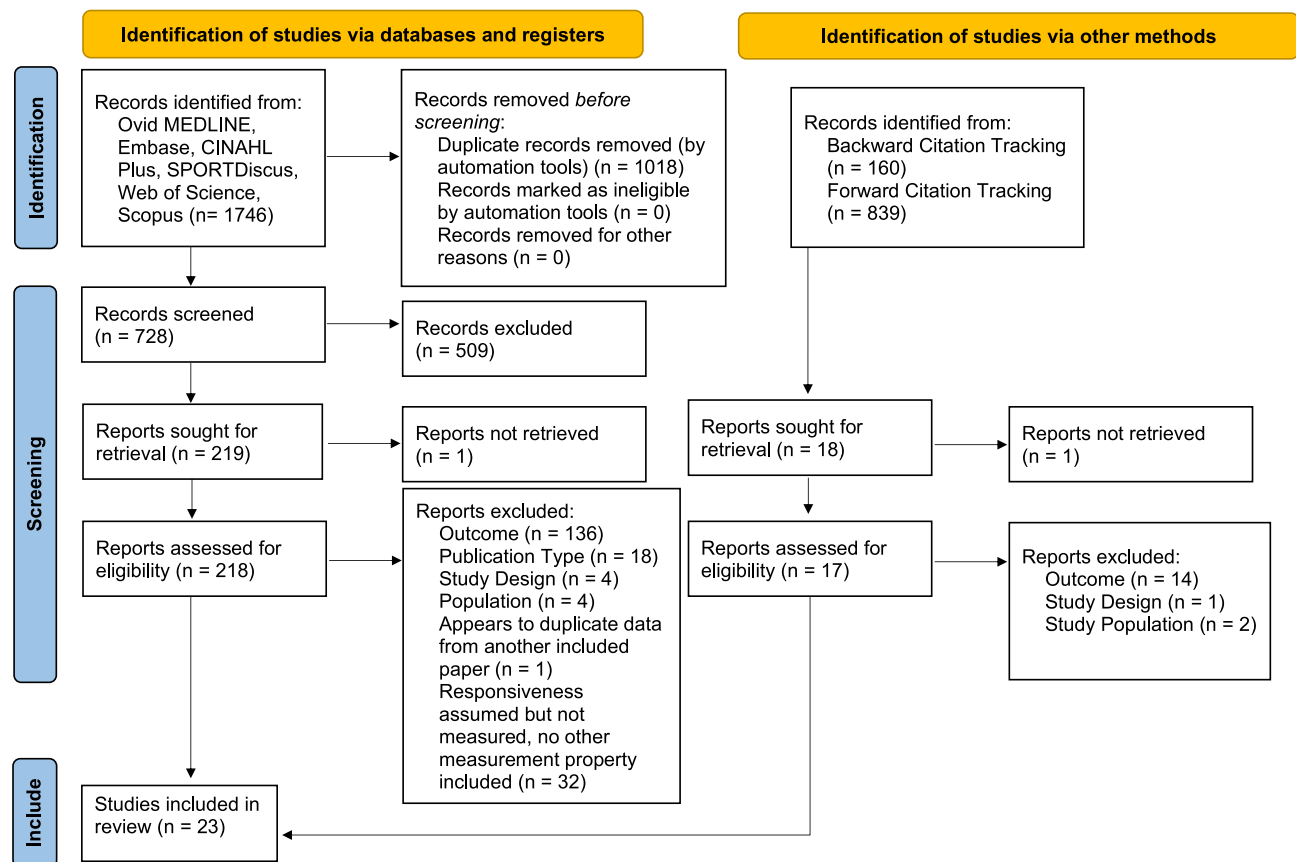 Identification of studies via databases and registers
Identification of studies via other methods
Identification
Records identified from:
Ovid MEDLINE,
Embase, CINAHL
Plus, SPORTDiscus,
Web of Science,
Scopus (n= 1746)
Records removed before
screening:
Duplicate records removed (by
automation tools) (n = 1018)
Records marked as ineligible
by automation tools (n = 0)
Records removed for other
reasons (n = 0)
Records identified from:
Backward Citation Tracking
(n = 160)
Forward Citation Tracking
(n = 839)
Screening
Records screened
(n = 728)
Records excluded
(n = 509)
Reports sought for
retrieval (n = 219)
Reports not retrieved
(n = 1)
Reports sought for
retrieval (n = 18)
Reports not retrieved
(n = 1)
Reports assessed for
eligibility (n = 218)
Reports excluded:
Outcome (n = 136)
Publication Type (n = 18)
Study Design (n = 4)
Population (n = 4)
Appears to duplicate data
from another included
paper (n = 1)
Responsiveness
assumed but not
measured, no other
measurement property
included (n = 32)
Reports assessed for
eligibility (n = 17)
Reports excluded:
Outcome (n = 14)
Study Design (n = 1)
Study Population (n = 2)
Include
Studies included in
review (n = 23)